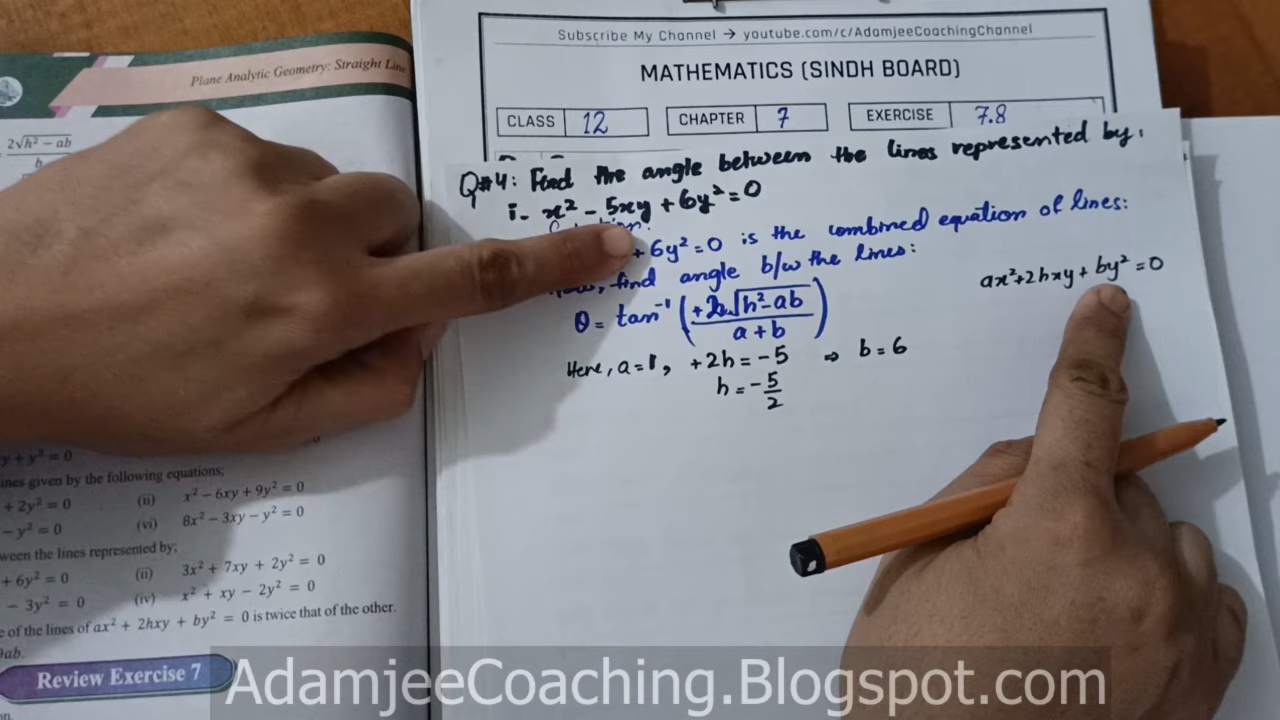 Plane Analytic Geometry: Straight Line
2√h² − ab
b
y + y² = 0
ines given by the following equations;
+ 2y² = 0 (ii) x² − 6xy + 9y² = 0
− y² = 0 (vi) 8x² − 3xy − y² = 0
ween the lines represented by;
+ 6y² = 0 (ii) 3x² + 7xy + 2y² = 0
− 3y² = 0 (iv) x² + xy − 2y² = 0
e of the lines of ax² + 2hxy + by² = 0 is twice that of the other.
ab.
Review Exercise 7
Subscribe My Channel → youtube.com/c/AdamjeeCoachingChannel
MATHEMATICS (SINDH BOARD)
CLASS 12 CHAPTER 7 EXERCISE 7.8
Q#4: Find the angle between the lines represented by:
i- x² − 5xy + 6y² = 0
+ 6y² = 0 is the combined equation of lines:
find angle b/w the lines:
θ = tan⁻¹ (+2√h² − ab / a + b)
ax² + 2hxy + by² = 0
Here, a = 1, +2h = −5 ⇒ b = 6
h = −5/2
AdamjeeCoaching.Blogspot.com